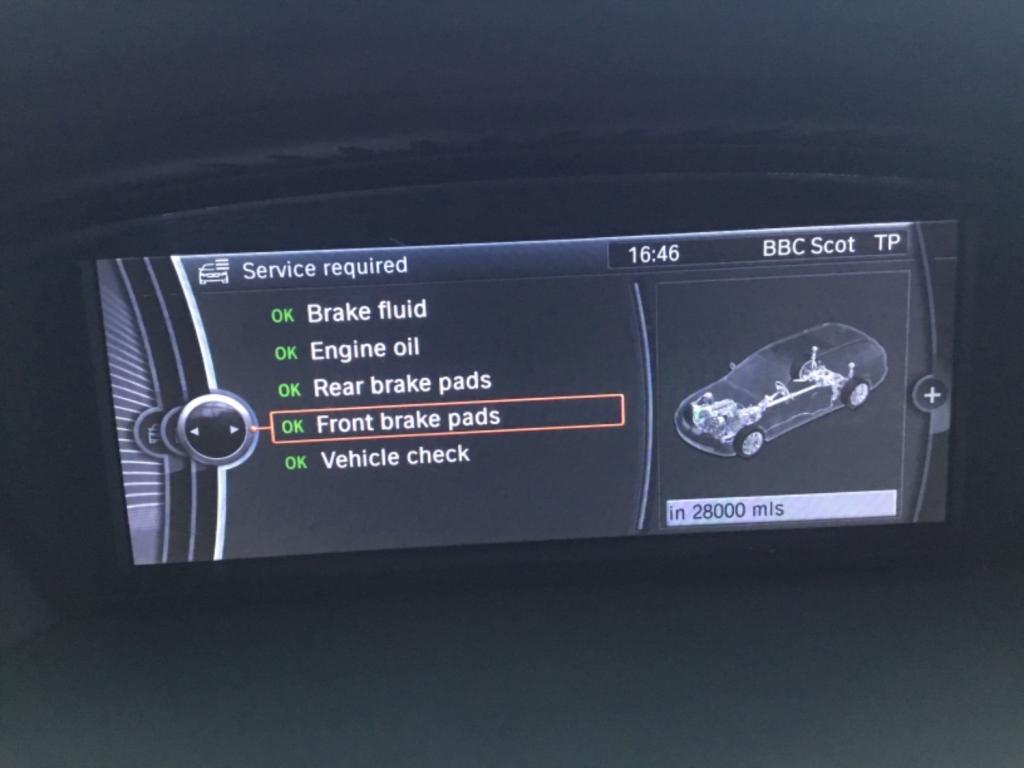 Service required
16:46 BBC Scot TP
OK Brake fluid
OK Engine oil
OK Rear brake pads
OK Front brake pads
OK Vehicle check
in 28000 mls